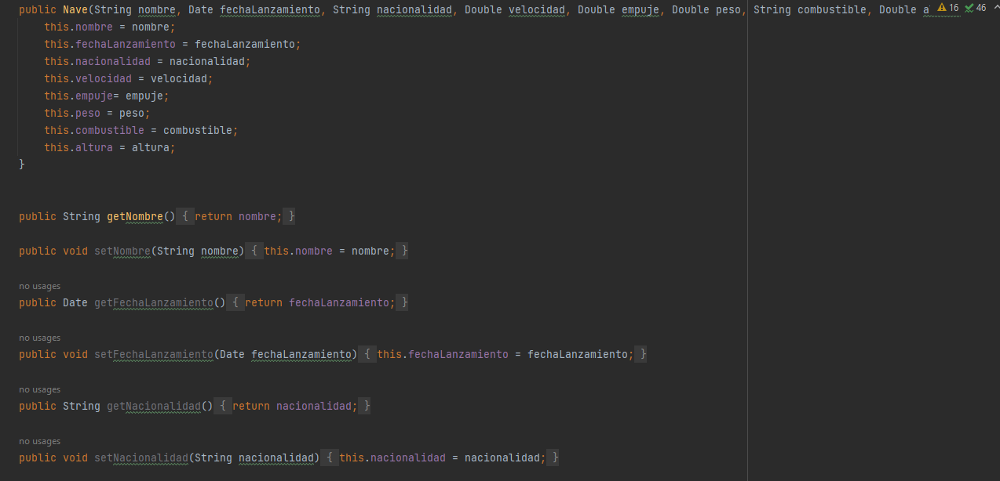 public Nave(String nombre, Date fechaLanzamiento, String nacionalidad, Double velocidad, Double empuje, Double peso, String combustible, Double a 16 46
this.nombre = nombre;
this.fechaLanzamiento = fechaLanzamiento;
this.nacionalidad = nacionalidad;
this.velocidad = velocidad;
this.empuje= empuje;
this.peso = peso;
this.combustible = combustible;
this.altura = altura;
}
public String getNombre() { return nombre; }
public void setNombre(String nombre) { this.nombre = nombre; }
no usages
public Date getFechaLanzamiento() { return fechaLanzamiento; }
no usages
public void setFechaLanzamiento(Date fechaLanzamiento) { this.fechaLanzamiento = fechaLanzamiento; }
no usages
public String getNacionalidad() { return nacionalidad; }
no usages
public void setNacionalidad(String nacionalidad) { this.nacionalidad = nacionalidad; }